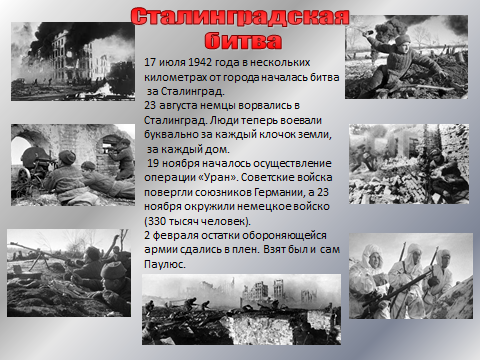 Сталинградская
битва
17 июля 1942 года в нескольких
километрах от города началась битва
за Сталинград.
23 августа немцы ворвались в
Сталинград. Люди теперь воевали
буквально за каждый клочок земли,
за каждый дом.
19 ноября началось осуществление
операции «Уран». Советские войска
повергли союзников Германии, а 23
ноября окружили немецкое войско
(330 тысяч человек).
2 февраля остатки обороняющейся
армии сдались в плен. Взят был и сам
Паулюс.